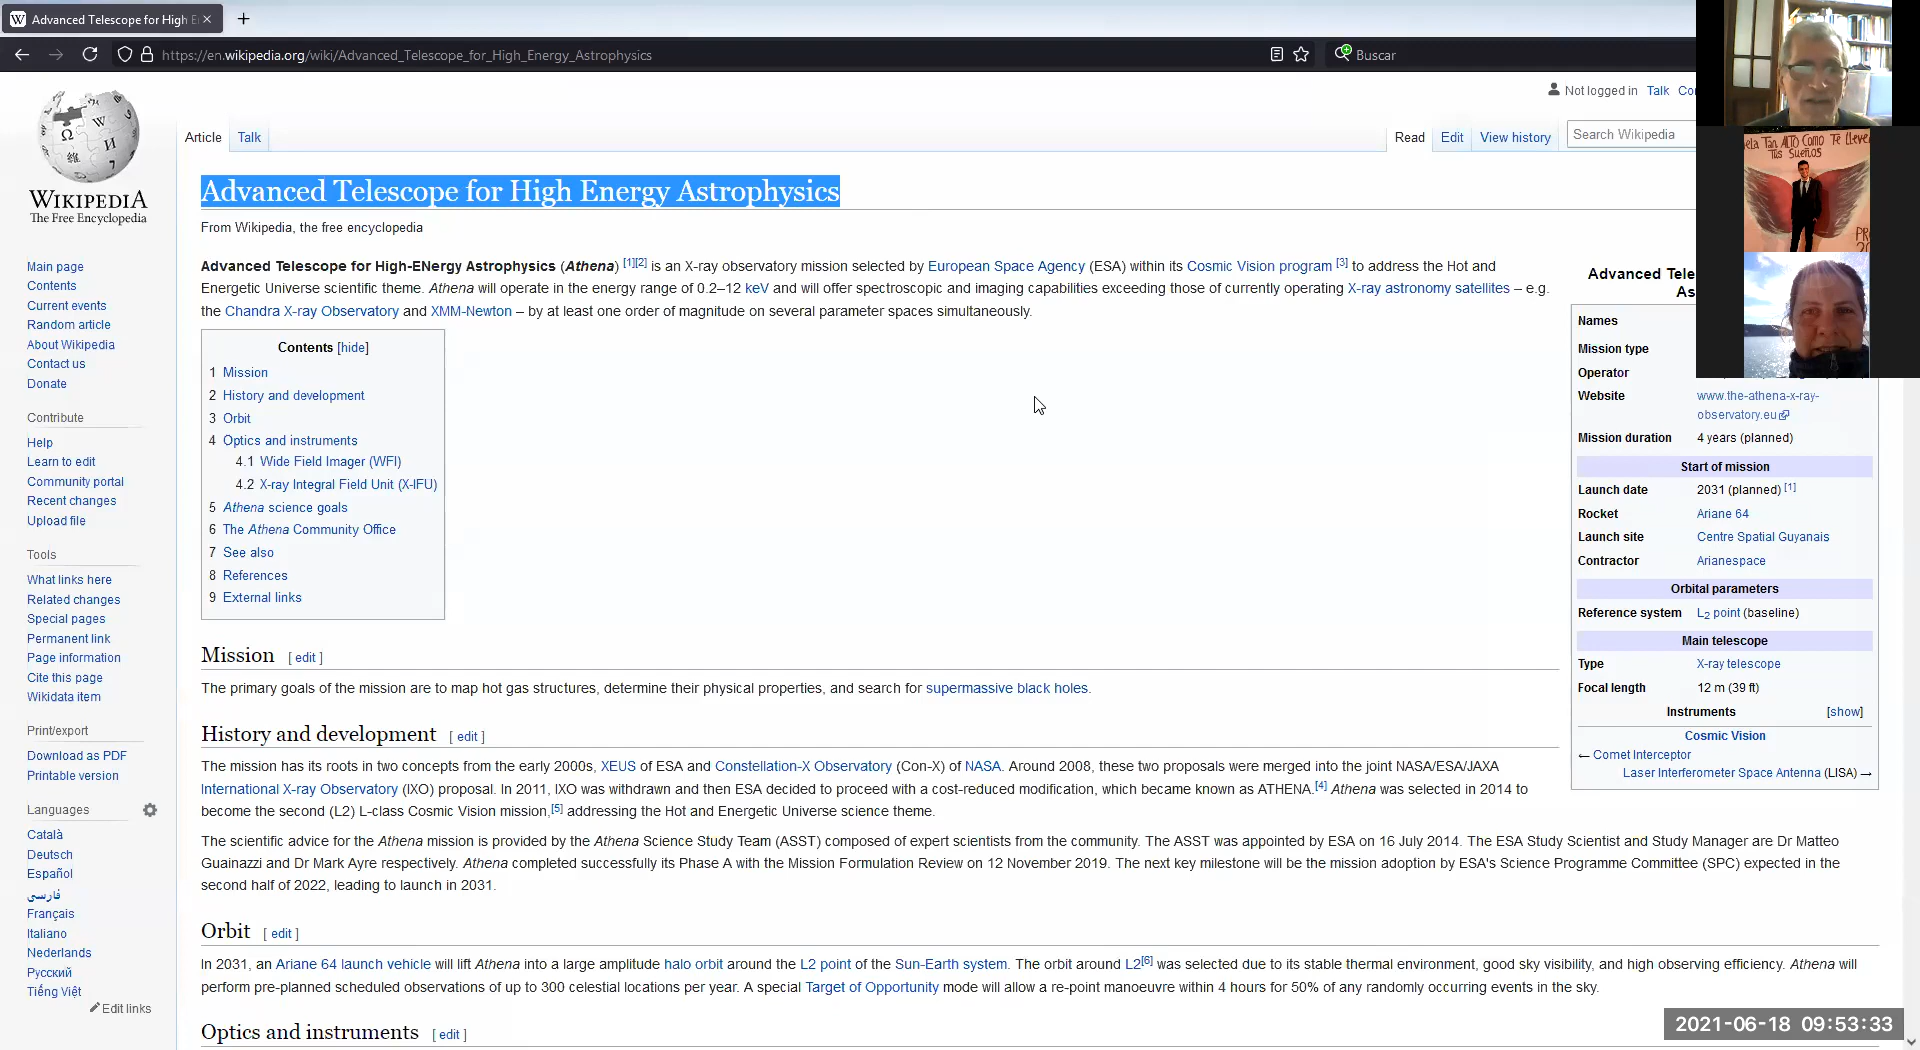 Advanced Telescope for High E
https://en.wikipedia.org/wiki/Advanced_Telescope_for_High_Energy_Astrophysics
Buscar
Not logged in Talk
Article Talk
Read Edit View history
Search Wikipedia
WIKIPEDIA
The Free Encyclopedia
Main page
Contents
Current events
Random article
About Wikipedia
Contact us
Donate
Contribute
Help
Learn to edit
Community portal
Recent changes
Upload file
Tools
What links here
Related changes
Special pages
Permanent link
Page information
Cite this page
Wikidata item
Print/export
Download as PDF
Printable version
Languages
Català
Deutsch
Español
فارسی
Français
Italiano
Nederlands
Русский
Tiếng Việt
Edit links
Advanced Telescope for High Energy Astrophysics
From Wikipedia, the free encyclopedia
Advanced Telescope for High-ENergy Astrophysics (Athena) [1][2] is an X-ray observatory mission selected by European Space Agency (ESA) within its Cosmic Vision program [3] to address the Hot and
Energetic Universe scientific theme. Athena will operate in the energy range of 0.2–12 keV and will offer spectroscopic and imaging capabilities exceeding those of currently operating X-ray astronomy satellites – e.g.
the Chandra X-ray Observatory and XMM-Newton – by at least one order of magnitude on several parameter spaces simultaneously.
Contents [hide]
1 Mission
2 History and development
3 Orbit
4 Optics and instruments
4.1 Wide Field Imager (WFI)
4.2 X-ray Integral Field Unit (X-IFU)
5 Athena science goals
6 The Athena Community Office
7 See also
8 References
9 External links
Mission [ edit ]
The primary goals of the mission are to map hot gas structures, determine their physical properties, and search for supermassive black holes.
History and development [ edit ]
The mission has its roots in two concepts from the early 2000s, XEUS of ESA and Constellation-X Observatory (Con-X) of NASA. Around 2008, these two proposals were merged into the joint NASA/ESA/JAXA
International X-ray Observatory (IXO) proposal. In 2011, IXO was withdrawn and then ESA decided to proceed with a cost-reduced modification, which became known as ATHENA.[4] Athena was selected in 2014 to
become the second (L2) L-class Cosmic Vision mission,[5] addressing the Hot and Energetic Universe science theme.
The scientific advice for the Athena mission is provided by the Athena Science Study Team (ASST) composed of expert scientists from the community. The ASST was appointed by ESA on 16 July 2014. The ESA Study Scientist and Study Manager are Dr Matteo
Guainazzi and Dr Mark Ayre respectively. Athena completed successfully its Phase A with the Mission Formulation Review on 12 November 2019. The next key milestone will be the mission adoption by ESA's Science Programme Committee (SPC) expected in the
second half of 2022, leading to launch in 2031.
Orbit [ edit ]
In 2031, an Ariane 64 launch vehicle will lift Athena into a large amplitude halo orbit around the L2 point of the Sun-Earth system. The orbit around L2[6] was selected due to its stable thermal environment, good sky visibility, and high observing efficiency. Athena will
perform pre-planned scheduled observations of up to 300 celestial locations per year. A special Target of Opportunity mode will allow a re-point manoeuvre within 4 hours for 50% of any randomly occurring events in the sky.
Optics and instruments [ edit ]
Advanced Tele
As
Names
Mission type
Operator
Website www.the-athena-x-ray-
observatory.eu
Mission duration 4 years (planned)
Start of mission
Launch date 2031 (planned) [1]
Rocket Ariane 64
Launch site Centre Spatial Guyanais
Contractor Arianespace
Orbital parameters
Reference system L2 point (baseline)
Main telescope
Type X-ray telescope
Focal length 12 m (39 ft)
Instruments [show]
Cosmic Vision
← Comet Interceptor
Laser Interferometer Space Antenna (LISA) →
Tan ALTO Como Te lleve
Tus Sueños
2021-06-18 09:53:33